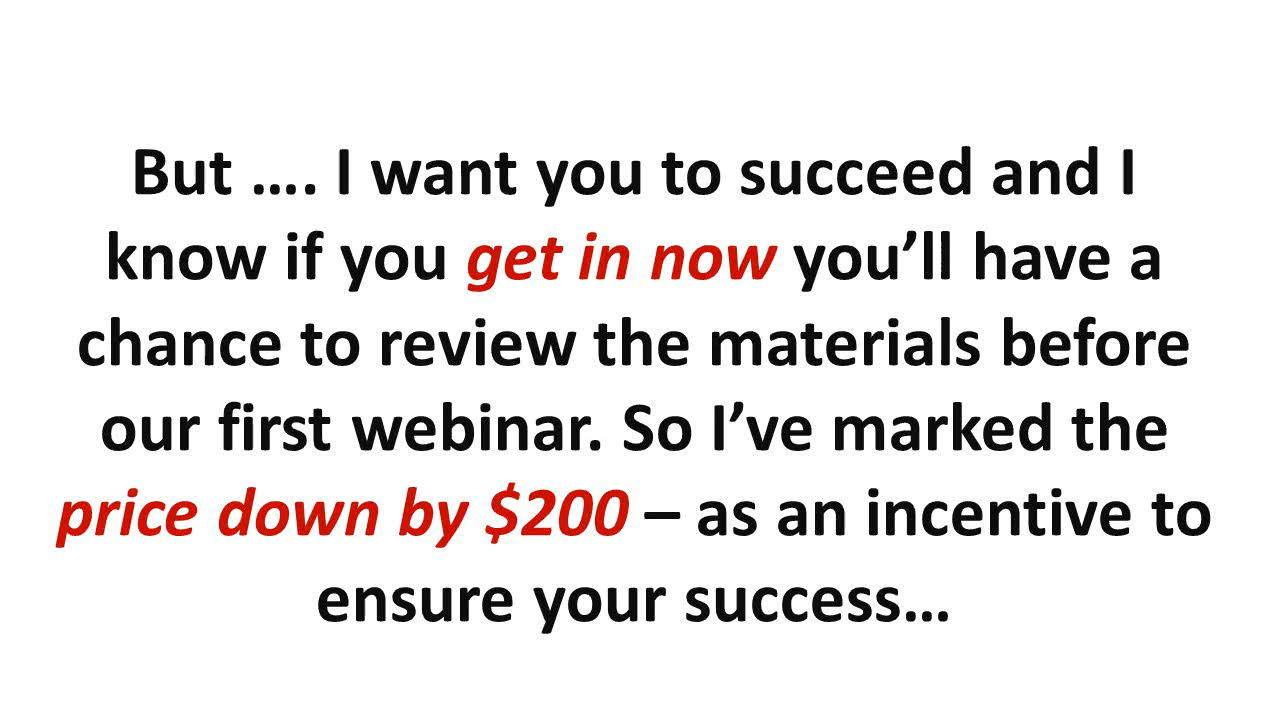 But .... I want you to succeed and I
know if you get in now you’ll have a
chance to review the materials before
our first webinar. So I’ve marked the
price down by $200 – as an incentive to
ensure your success…